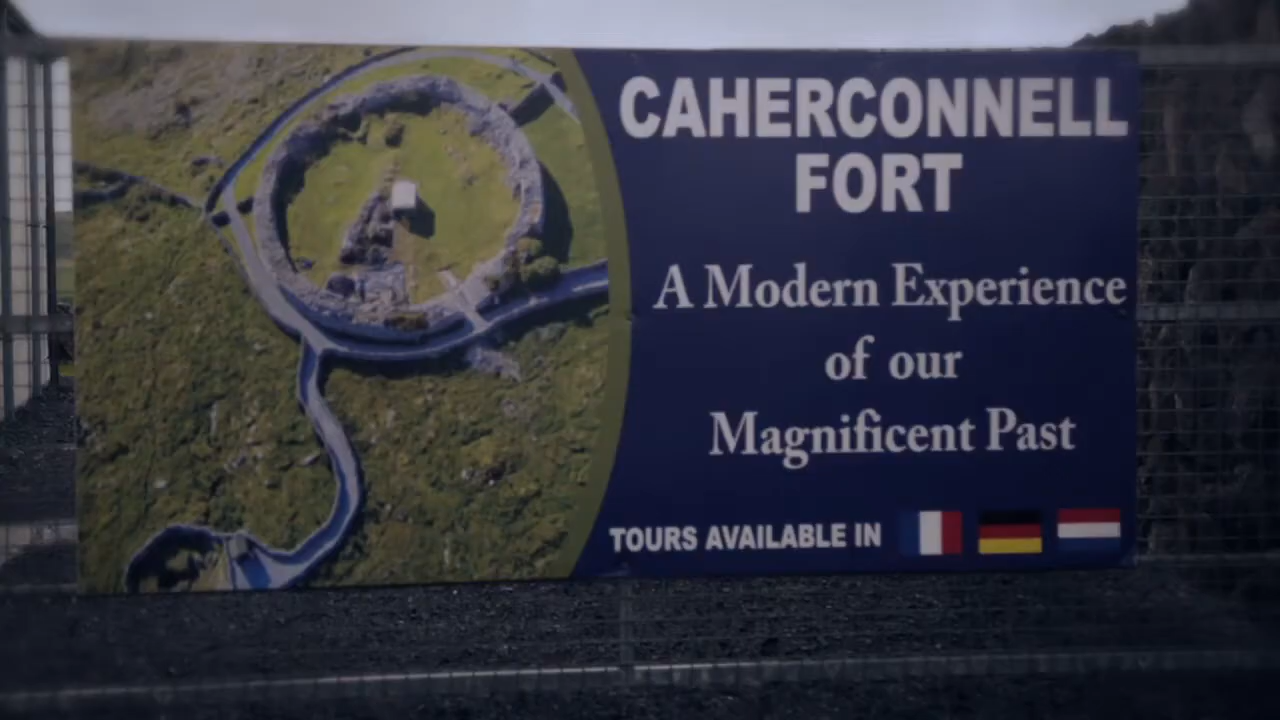 CAHERCONNELL
FORT
A Modern Experience
of our
Magnificent Past
TOURS AVAILABLE IN